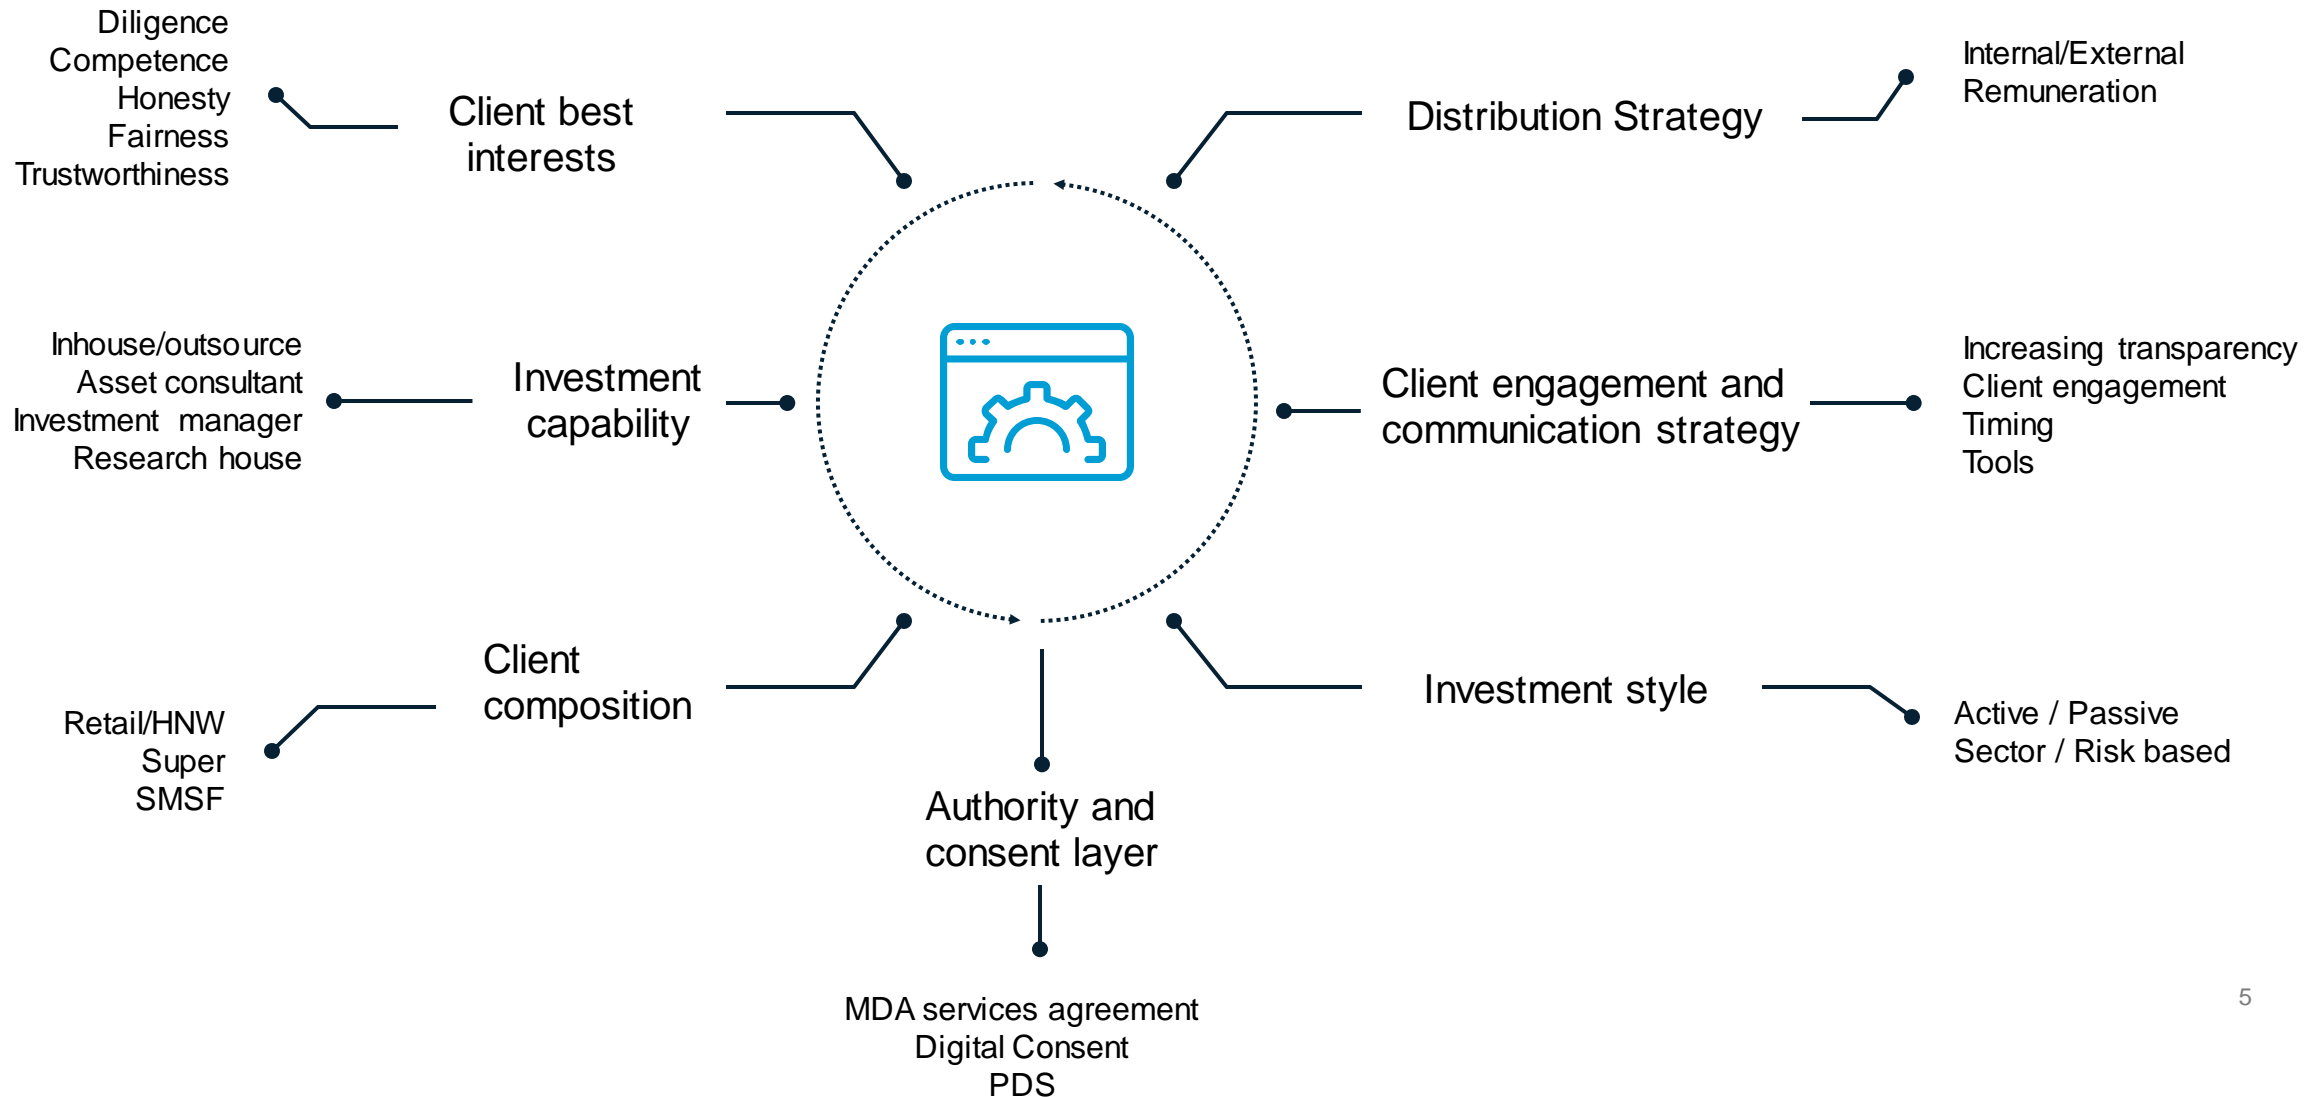 Diligence
Competence
Honesty
Fairness
Trustworthiness
Client best
interests
Distribution Strategy
Internal/External
Remuneration
Inhouse/outsource
Asset consultant
Investment manager
Research house
Investment
capability
Client engagement and
communication strategy
Increasing transparency
Client engagement
Timing
Tools
Retail/HNW
Super
SMSF
Client
composition
Investment style
Active / Passive
Sector / Risk based
Authority and
consent layer
MDA services agreement
Digital Consent
PDS
5